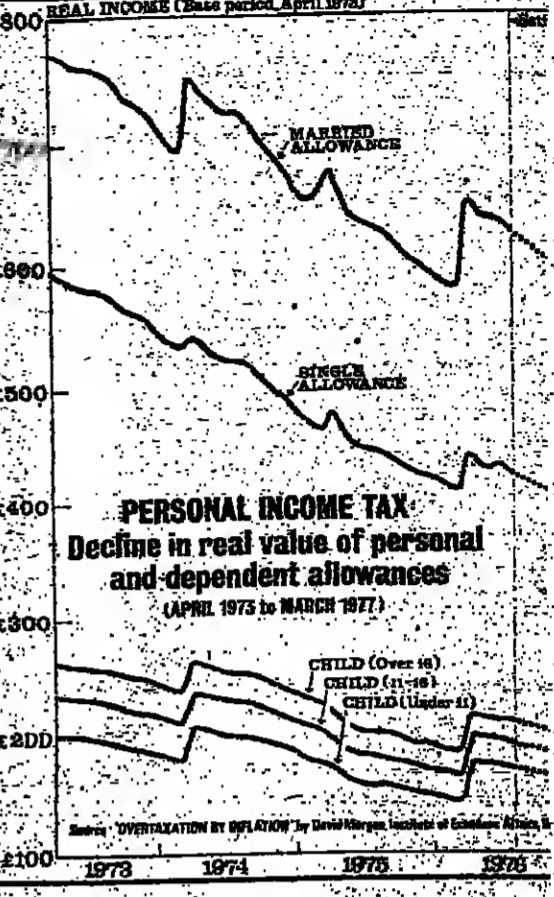 REAL INCOME (Base period April 1973)
800
MARRIED
ALLOWANCE
£600
SINGLE
ALLOWANCE
£500
£400
PERSONAL INCOME TAX
Decline in real value of personal
and dependent allowances
(APRIL 1973 to MARCH 1977)
£300
CHILD (Over 16)
CHILD (11-16)
CHILD (Under 11)
£200
Source "OVERTAXATION BY INFLATION" by David Morgan, Institute of Economic Affairs,
£100
1973 1974 1975 1976